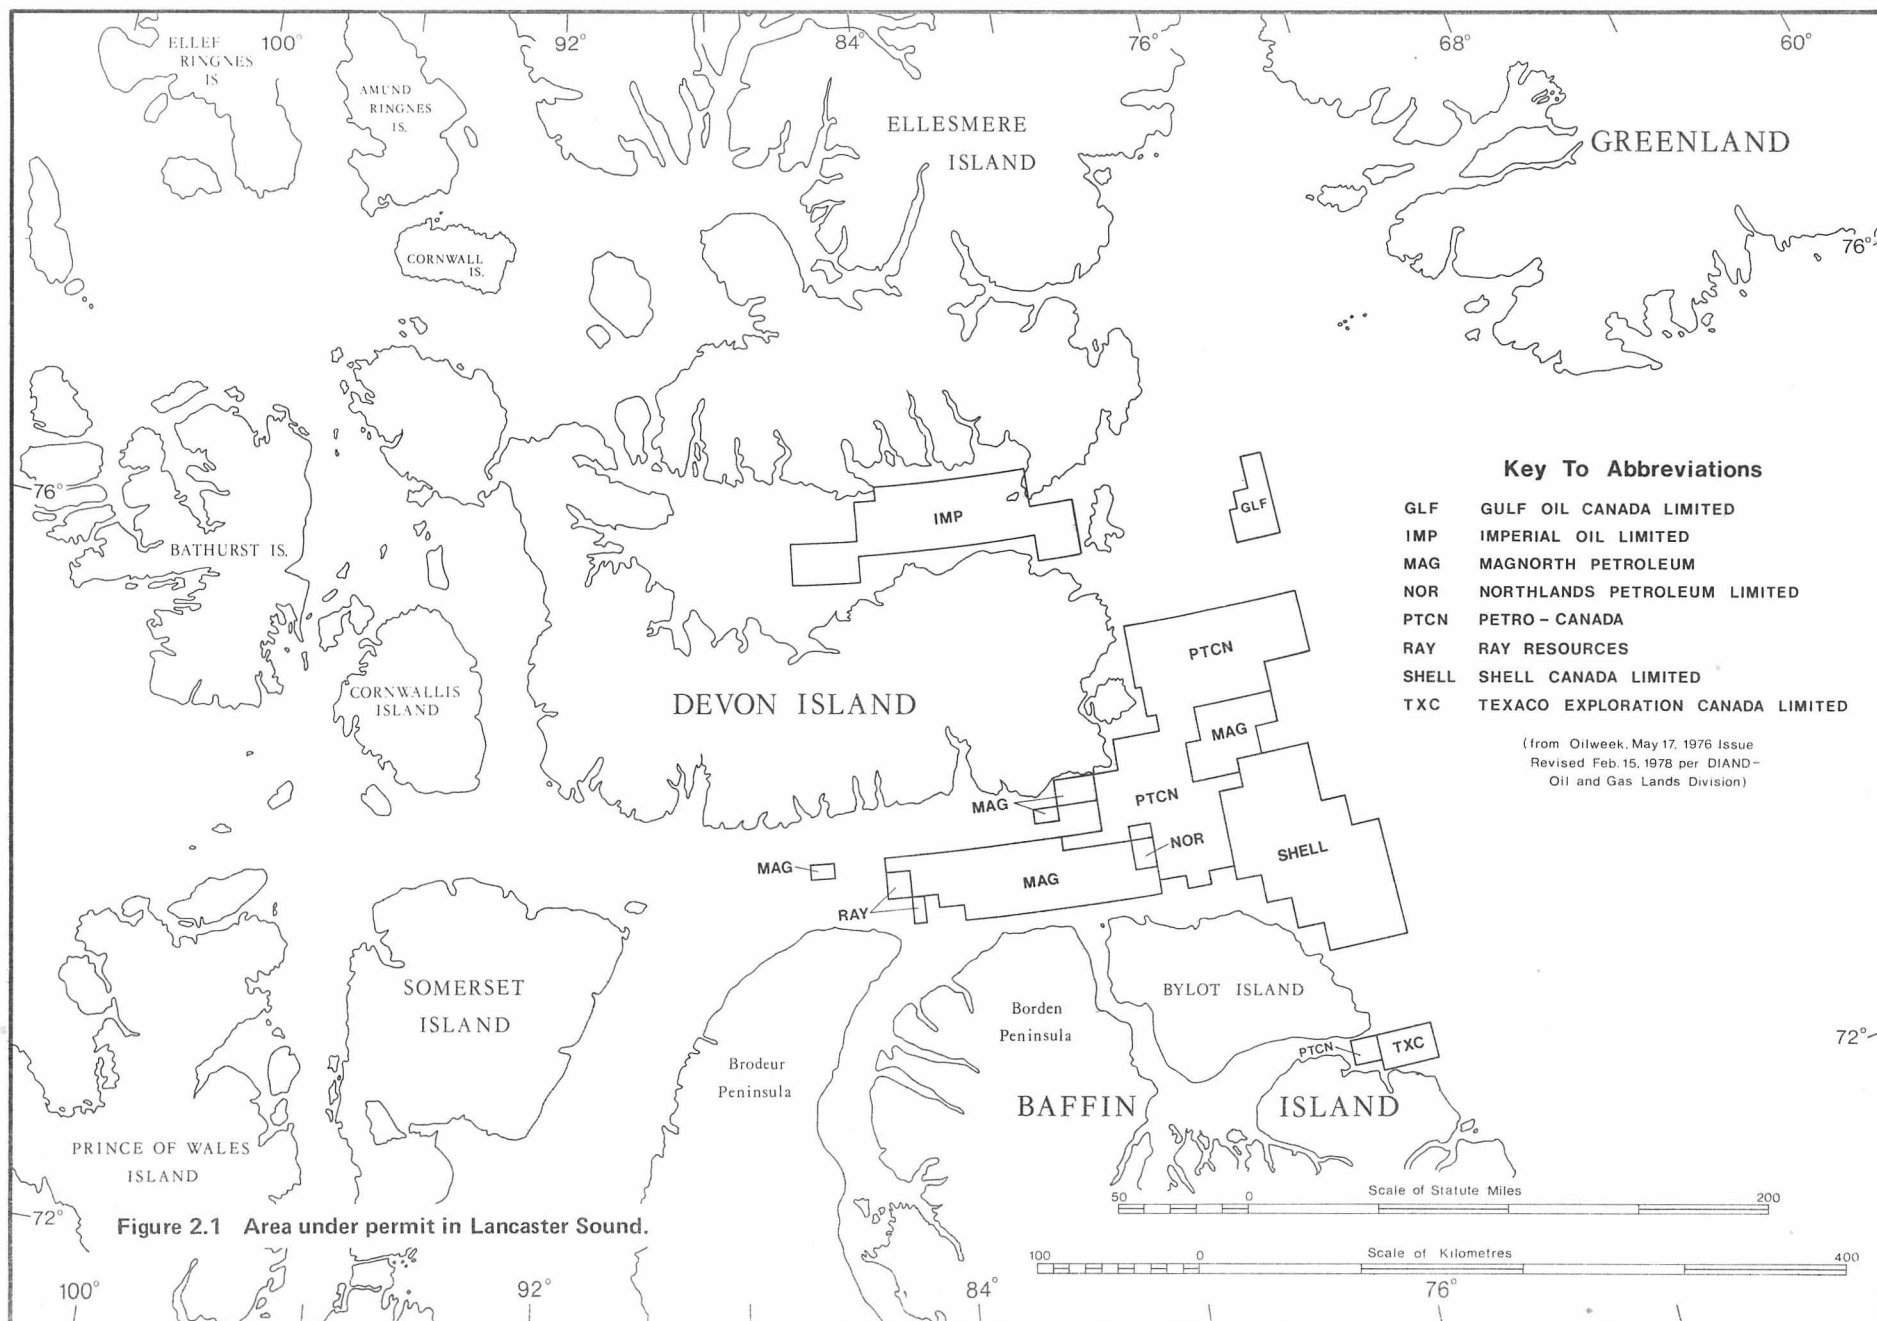 100°
92°
84°
76°
68°
60°
ELLEF
RINGNES
IS
AMUND
RINGNES
IS.
ELLESMERE
ISLAND
GREENLAND
76°
CORNWALL
IS.
76°
BATHURST IS.
IMP
GLF
Key To Abbreviations
GLF GULF OIL CANADA LIMITED
IMP IMPERIAL OIL LIMITED
MAG MAGNORTH PETROLEUM
NOR NORTHLANDS PETROLEUM LIMITED
PTCN PETRO-CANADA
RAY RAY RESOURCES
SHELL SHELL CANADA LIMITED
TXC TEXACO EXPLORATION CANADA LIMITED
(from Oilweek, May 17, 1976 Issue
Revised Feb. 15, 1978 per DIAND-
Oil and Gas Lands Division)
CORNWALLIS
ISLAND
DEVON ISLAND
PTCN
MAG
MAG
PTCN
NOR
SHELL
MAG
MAG
RAY
SOMERSET
ISLAND
Brodeur
Peninsula
Borden
Peninsula
BYLOT ISLAND
PTCN
TXC
72°
BAFFIN ISLAND
PRINCE OF WALES
ISLAND
72°
Figure 2.1 Area under permit in Lancaster Sound.
Scale of Statute Miles
50 0 200
Scale of Kilometres
100 0 400
100°
92°
84°
76°